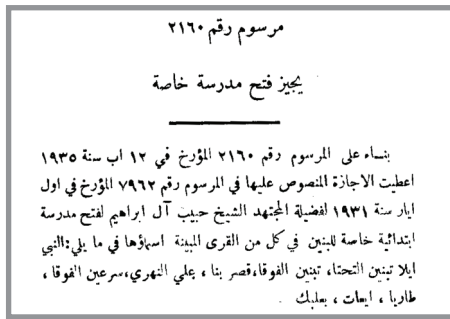 مرسوم رقم ٢١٦٠
يجيز فتح مدرسة خاصة
بناء على المرسوم رقم ٢١٦٠ المؤرخ في ١٢ اب سنة ١٩٣٥
اعطيت الاجازة المنصوص عليها في المرسوم رقم ٧٩٦٢ المؤرخ في اول
ايار سنة ١٩٣١ لفضيلة المجتهد الشيخ حبيب آل ابراهيم لفتح مدرسة
ابتدائية خاصة للبنين في كل من القرى المبينة اسماؤها في ما يلي:النبي
ايلا تبنين التحتا، تبنين الفوقا،قصر بنا ، علي النهري،سرعين الفوقا ،
طاريا ، ايعات ، بعلبك .